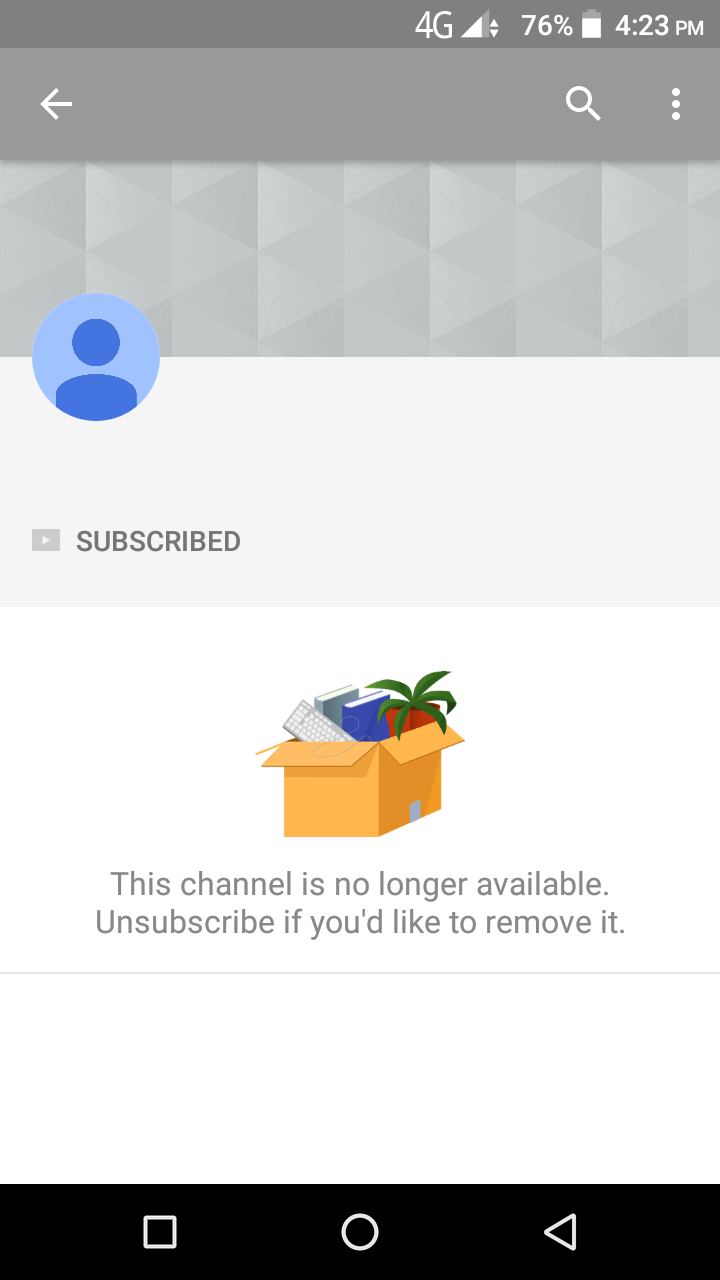 4G 76% 4:23 PM
SUBSCRIBED
This channel is no longer available.
Unsubscribe if you'd like to remove it.